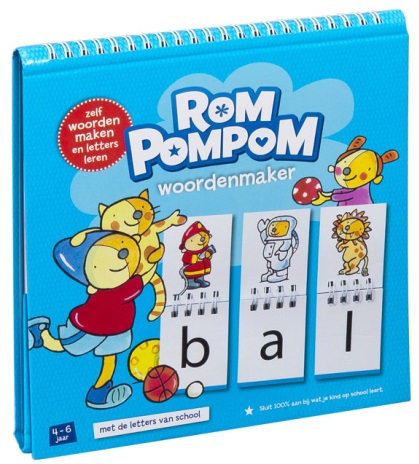 zelf
woorden
maken
en letters
leren
ROM
POMPOM
woordenmaker
b a l
4-6
jaar
met de letters van school
Sluit 100% aan bij wat je kind op school leert.